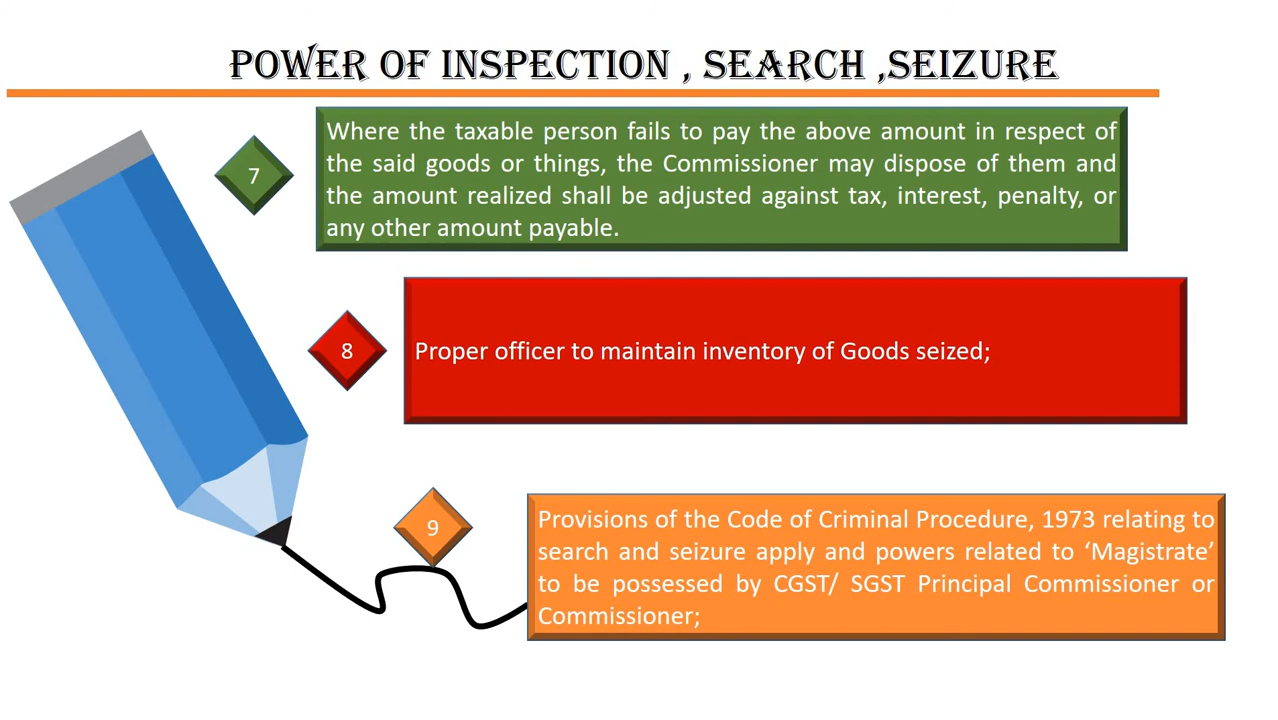 POWER OF INSPECTION , SEARCH ,SEIZURE
7
Where the taxable person fails to pay the above amount in respect of
the said goods or things, the Commissioner may dispose of them and
the amount realized shall be adjusted against tax, interest, penalty, or
any other amount payable.
8
Proper officer to maintain inventory of Goods seized;
9
Provisions of the Code of Criminal Procedure, 1973 relating to
search and seizure apply and powers related to ‘Magistrate’
to be possessed by CGST/ SGST Principal Commissioner or
Commissioner;